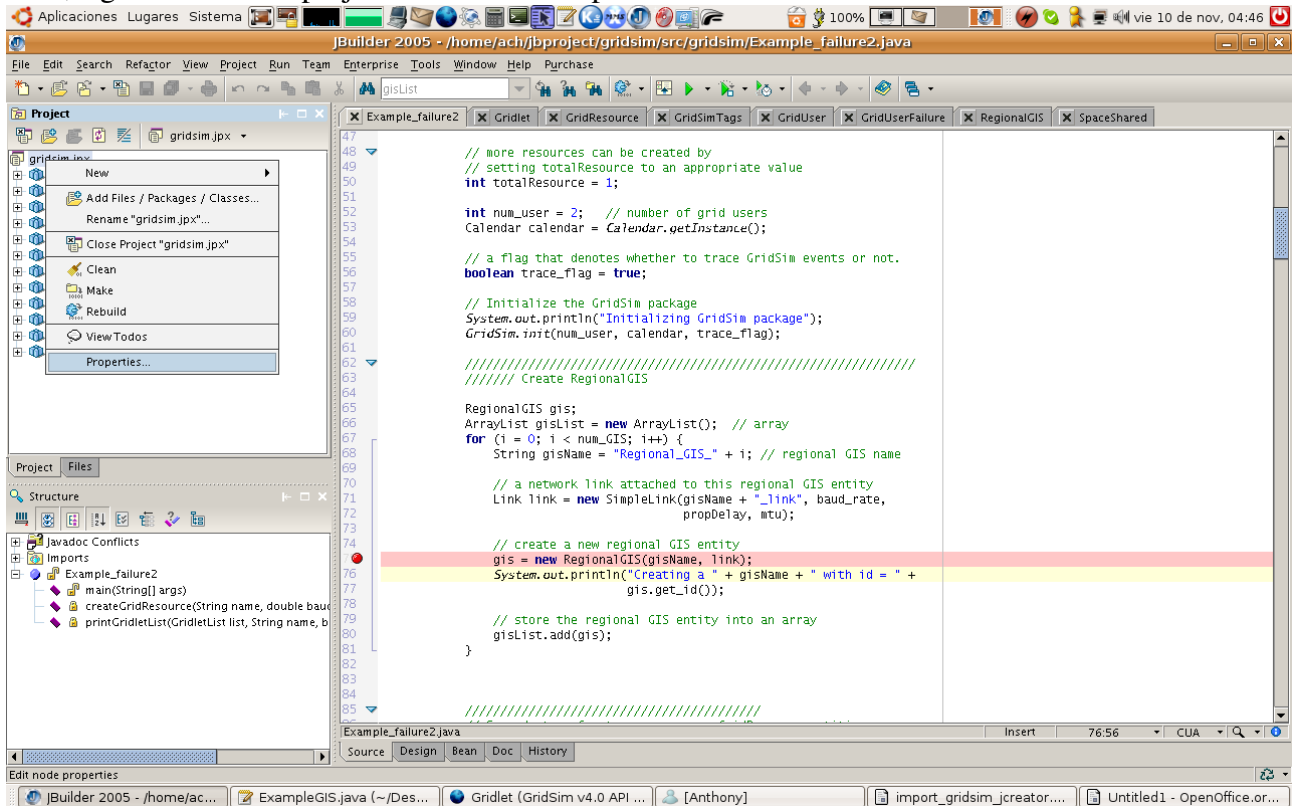 Aplicaciones Lugares Sistema 100% vie 10 de nov, 04:46
JBuilder 2005 - /home/ach/jbproject/gridsim/src/gridsim/Example_failure2.java
File Edit Search Refactor View Project Run Team Enterprise Tools Window Help Purchase
gisList
Project
gridsim.jpx
gridsim.jpx
New
Add Files / Packages / Classes...
Rename "gridsim.jpx"...
Close Project "gridsim.jpx"
Clean
Make
Rebuild
View Todos
Properties...
Project Files
Structure
Javadoc Conflicts
Imports
Example_failure2
main(String[] args)
createGridResource(String name, double baud
printGridletList(GridletList list, String name, b
Example_failure2 Gridlet GridResource GridSimTags GridUser GridUserFailure RegionalGIS SpaceShared
47
48 // more resources can be created by
49 // setting totalResource to an appropriate value
50 int totalResource = 1;
51
52 int num_user = 2; // number of grid users
53 Calendar calendar = Calendar.getInstance();
54
55 // a flag that denotes whether to trace GridSim events or not.
56 boolean trace_flag = true;
57
58 // Initialize the GridSim package
59 System.out.println("Initializing GridSim package");
60 GridSim.init(num_user, calendar, trace_flag);
61
62 ////////////////////////////////////////////////////////////////
63 /////// Create RegionalGIS
64
65 RegionalGIS gis;
66 ArrayList gisList = new ArrayList(); // array
67 for (i = 0; i < num_GIS; i++) {
68 String gisName = "Regional_GIS_" + i; // regional GIS name
69
70 // a network link attached to this regional GIS entity
71 Link link = new SimpleLink(gisName + "_link", baud_rate,
72 propDelay, mtu);
73
74 // create a new regional GIS entity
gis = new RegionalGIS(gisName, link);
76 System.out.println("Creating a " + gisName + " with id = " +
77 gis.get_id());
78
79 // store the regional GIS entity into an array
80 gisList.add(gis);
81 }
82
83
84
85 //////////////////////////////////////////
Example_failure2.java Insert 76:56 CUA
Source Design Bean Doc History
Edit node properties
JBuilder 2005 - /home/ac... ExampleGIS.java (~/Des... Gridlet (GridSim v4.0 API ... [Anthony] import_gridsim_jcreator.... Untitled1 - OpenOffice.or...